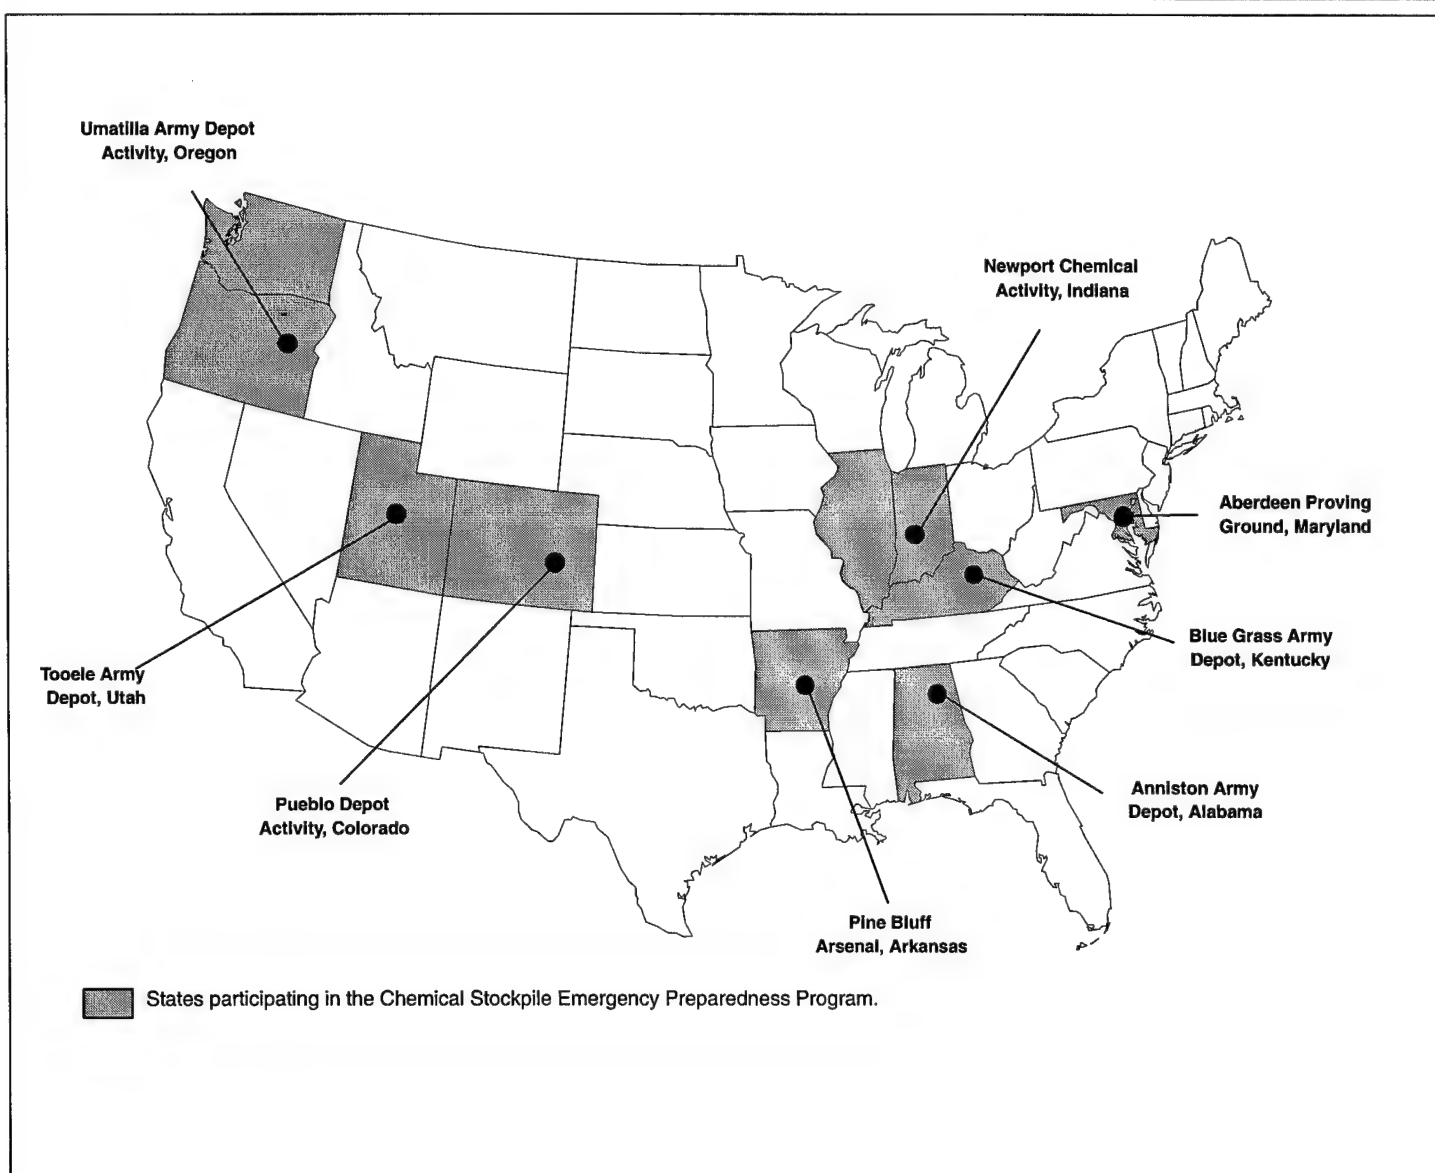 Umatilla Army Depot
Activity, Oregon
Newport Chemical
Activity, Indiana
Aberdeen Proving
Ground, Maryland
Blue Grass Army
Depot, Kentucky
Tooele Army
Depot, Utah
Anniston Army
Depot, Alabama
Pueblo Depot
Activity, Colorado
Pine Bluff
Arsenal, Arkansas
States participating in the Chemical Stockpile Emergency Preparedness Program.